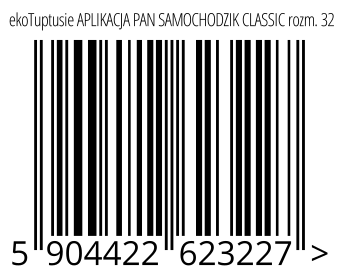 ekoTuptusie APLIKACJA PAN SAMOCHODZIK CLASSIC rozm. 32
5 904422 623227 >